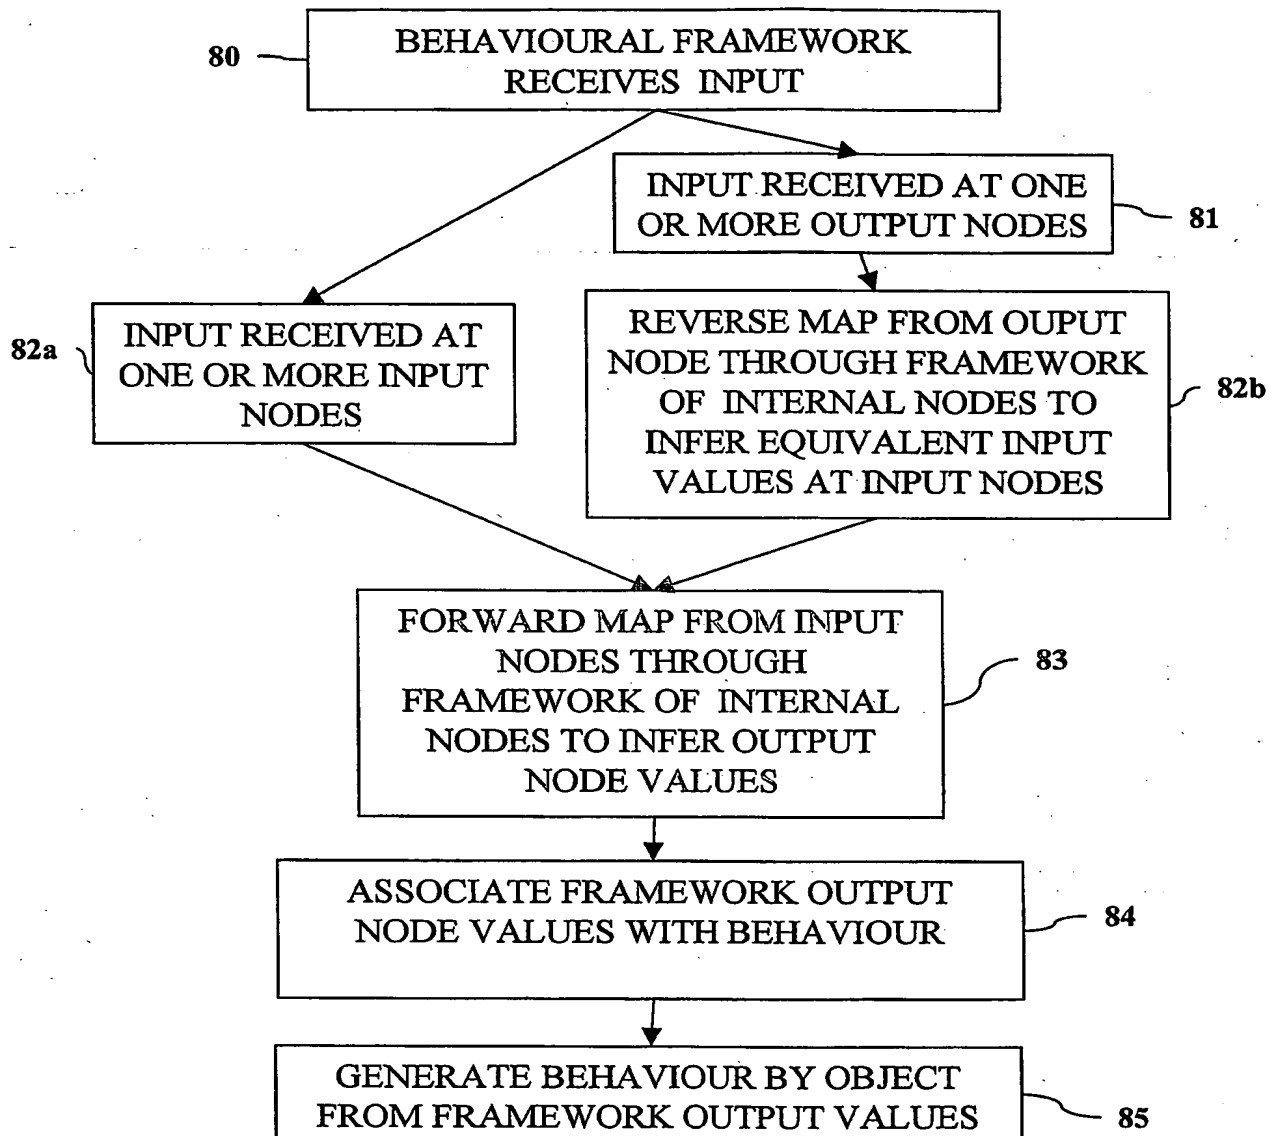 80
BEHAVIOURAL FRAMEWORK
RECEIVES INPUT
INPUT RECEIVED AT ONE
OR MORE OUTPUT NODES
81
82a
INPUT RECEIVED AT
ONE OR MORE INPUT
NODES
REVERSE MAP FROM OUPUT
NODE THROUGH FRAMEWORK
OF INTERNAL NODES TO
INFER EQUIVALENT INPUT
VALUES AT INPUT NODES
82b
FORWARD MAP FROM INPUT
NODES THROUGH
FRAMEWORK OF INTERNAL
NODES TO INFER OUTPUT
NODE VALUES
83
ASSOCIATE FRAMEWORK OUTPUT
NODE VALUES WITH BEHAVIOUR
84
GENERATE BEHAVIOUR BY OBJECT
FROM FRAMEWORK OUTPUT VALUES
85